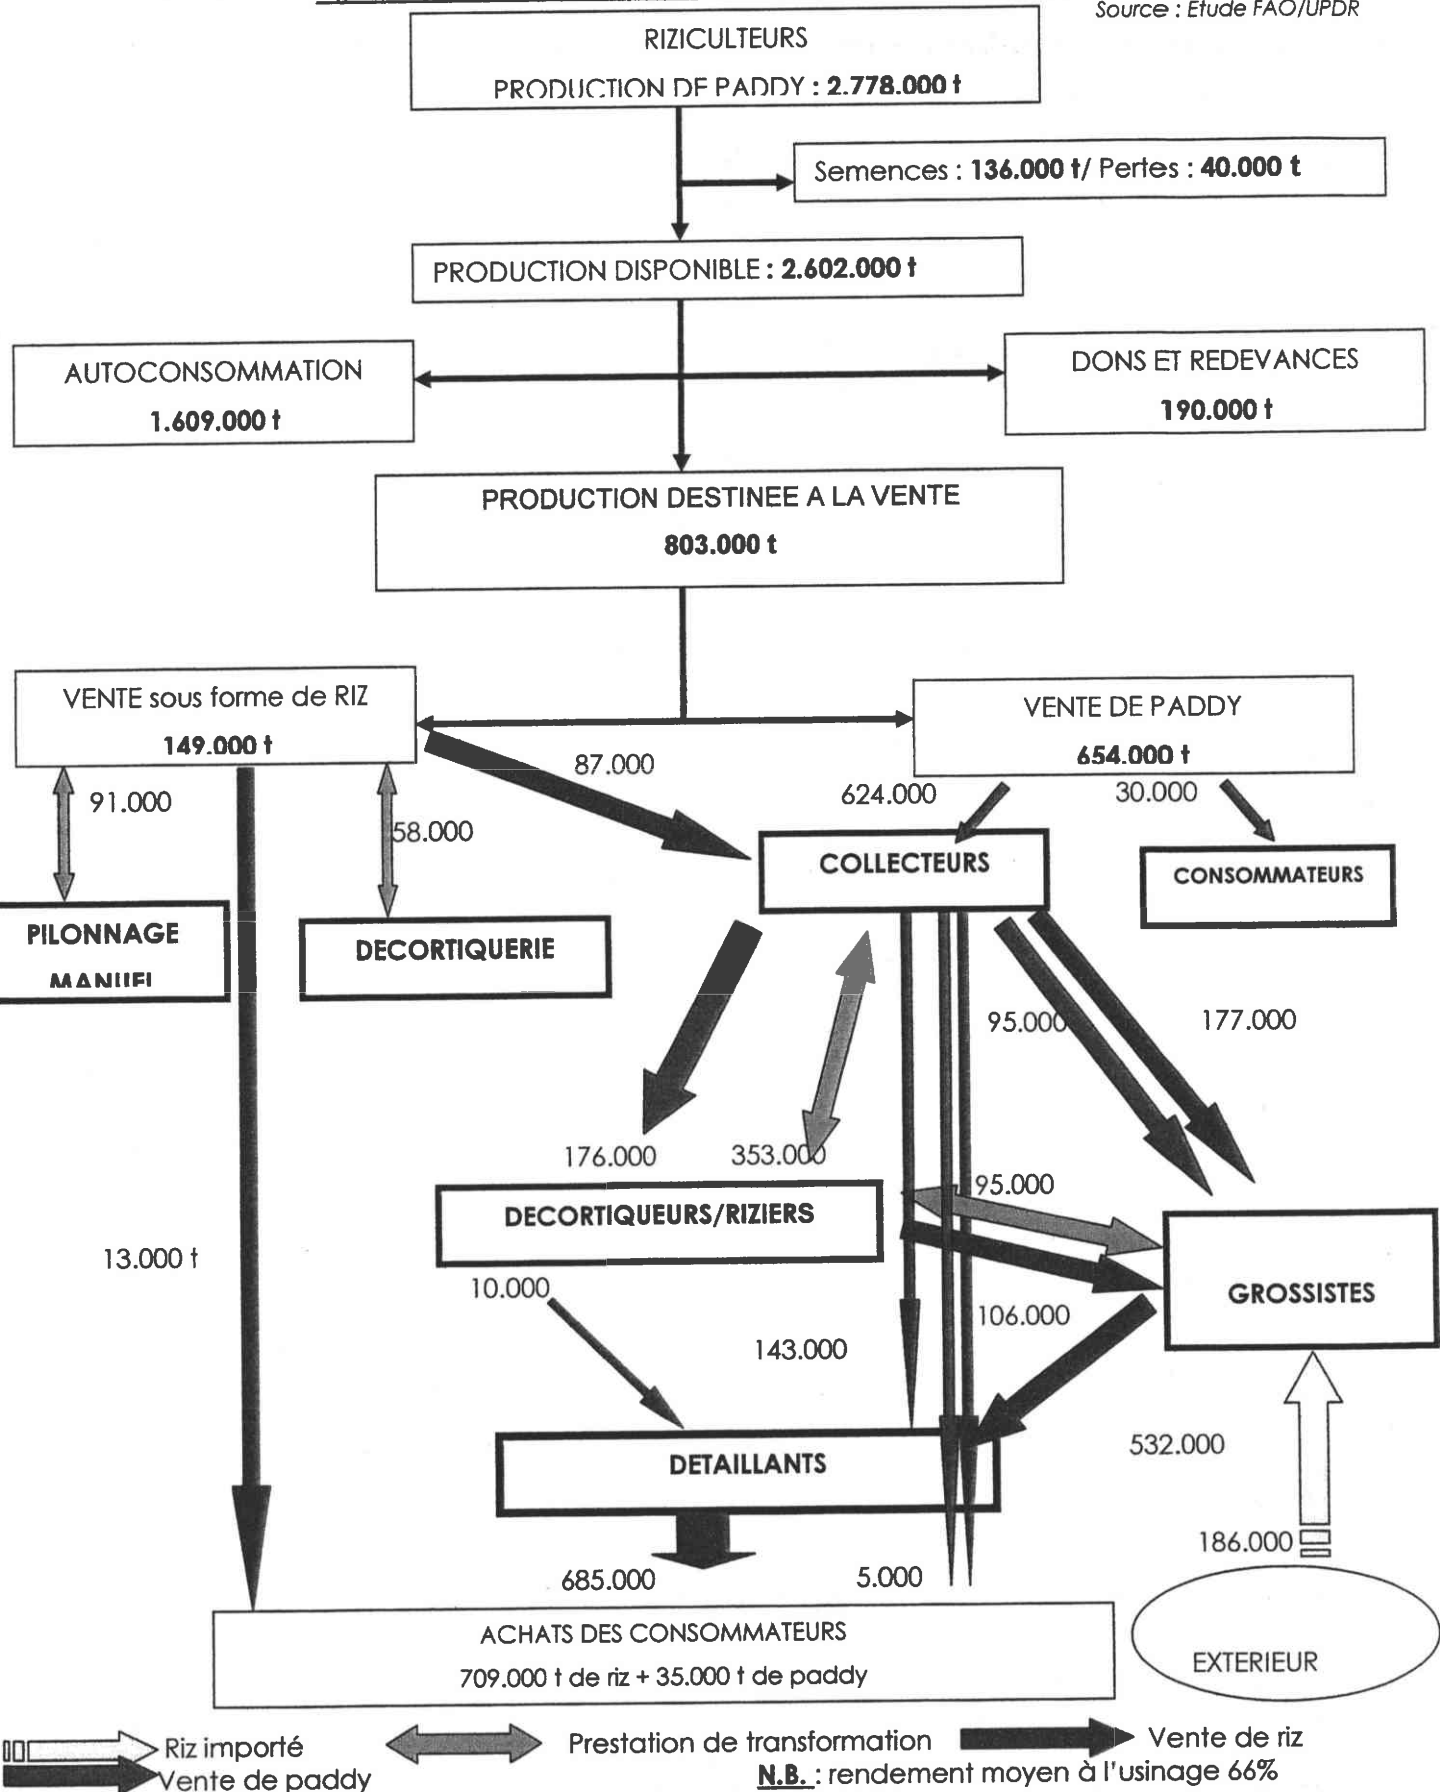 Source : Etude FAO/UPDR
RIZICULTEURS
PRODUCTION DE PADDY : 2.778.000 t
Semences : 136.000 t/ Pertes : 40.000 t
PRODUCTION DISPONIBLE : 2.602.000 t
AUTOCONSOMMATION
1.609.000 t
DONS ET REDEVANCES
190.000 t
PRODUCTION DESTINEE A LA VENTE
803.000 t
VENTE sous forme de RIZ
149.000 t
VENTE DE PADDY
654.000 t
87.000
91.000
58.000
624.000
30.000
COLLECTEURS
CONSOMMATEURS
PILONNAGE
MANUEL
DECORTIQUERIE
95.000
177.000
176.000
353.000
95.000
DECORTIQUEURS/RIZIERS
13.000 t
10.000
GROSSISTES
106.000
143.000
532.000
DETAILLANTS
186.000
685.000
5.000
ACHATS DES CONSOMMATEURS
709.000 t de riz + 35.000 t de paddy
EXTERIEUR
Riz importé
Prestation de transformation
Vente de riz
Vente de paddy
N.B. : rendement moyen à l'usinage 66%